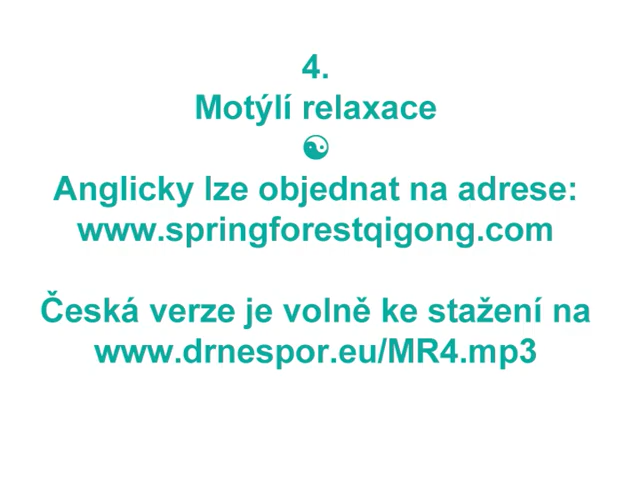 4.
Motýlí relaxace
☯
Anglicky lze objednat na adrese:
www.springforestqigong.com
Česká verze je volně ke stažení na
www.drnespor.eu/MR4.mp3